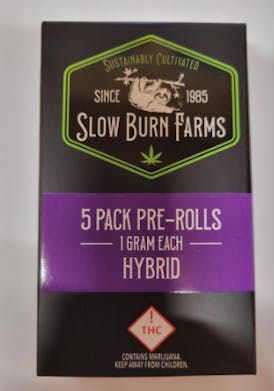 SUSTAINABLY CULTIVATED
SINCE 1985
SLOW BURN FARMS
5 PACK PRE-ROLLS
1 GRAM EACH
HYBRID
!
THC
CONTAINS MARIJUANA.
KEEP AWAY FROM CHILDREN.